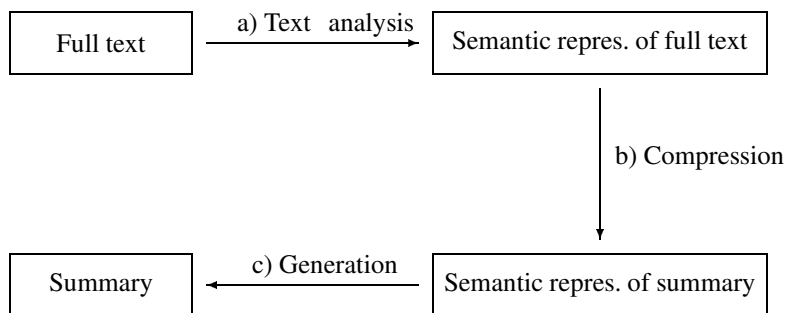 Full text
a) Text analysis
Semantic repres. of full text
b) Compression
Summary
c) Generation
Semantic repres. of summary